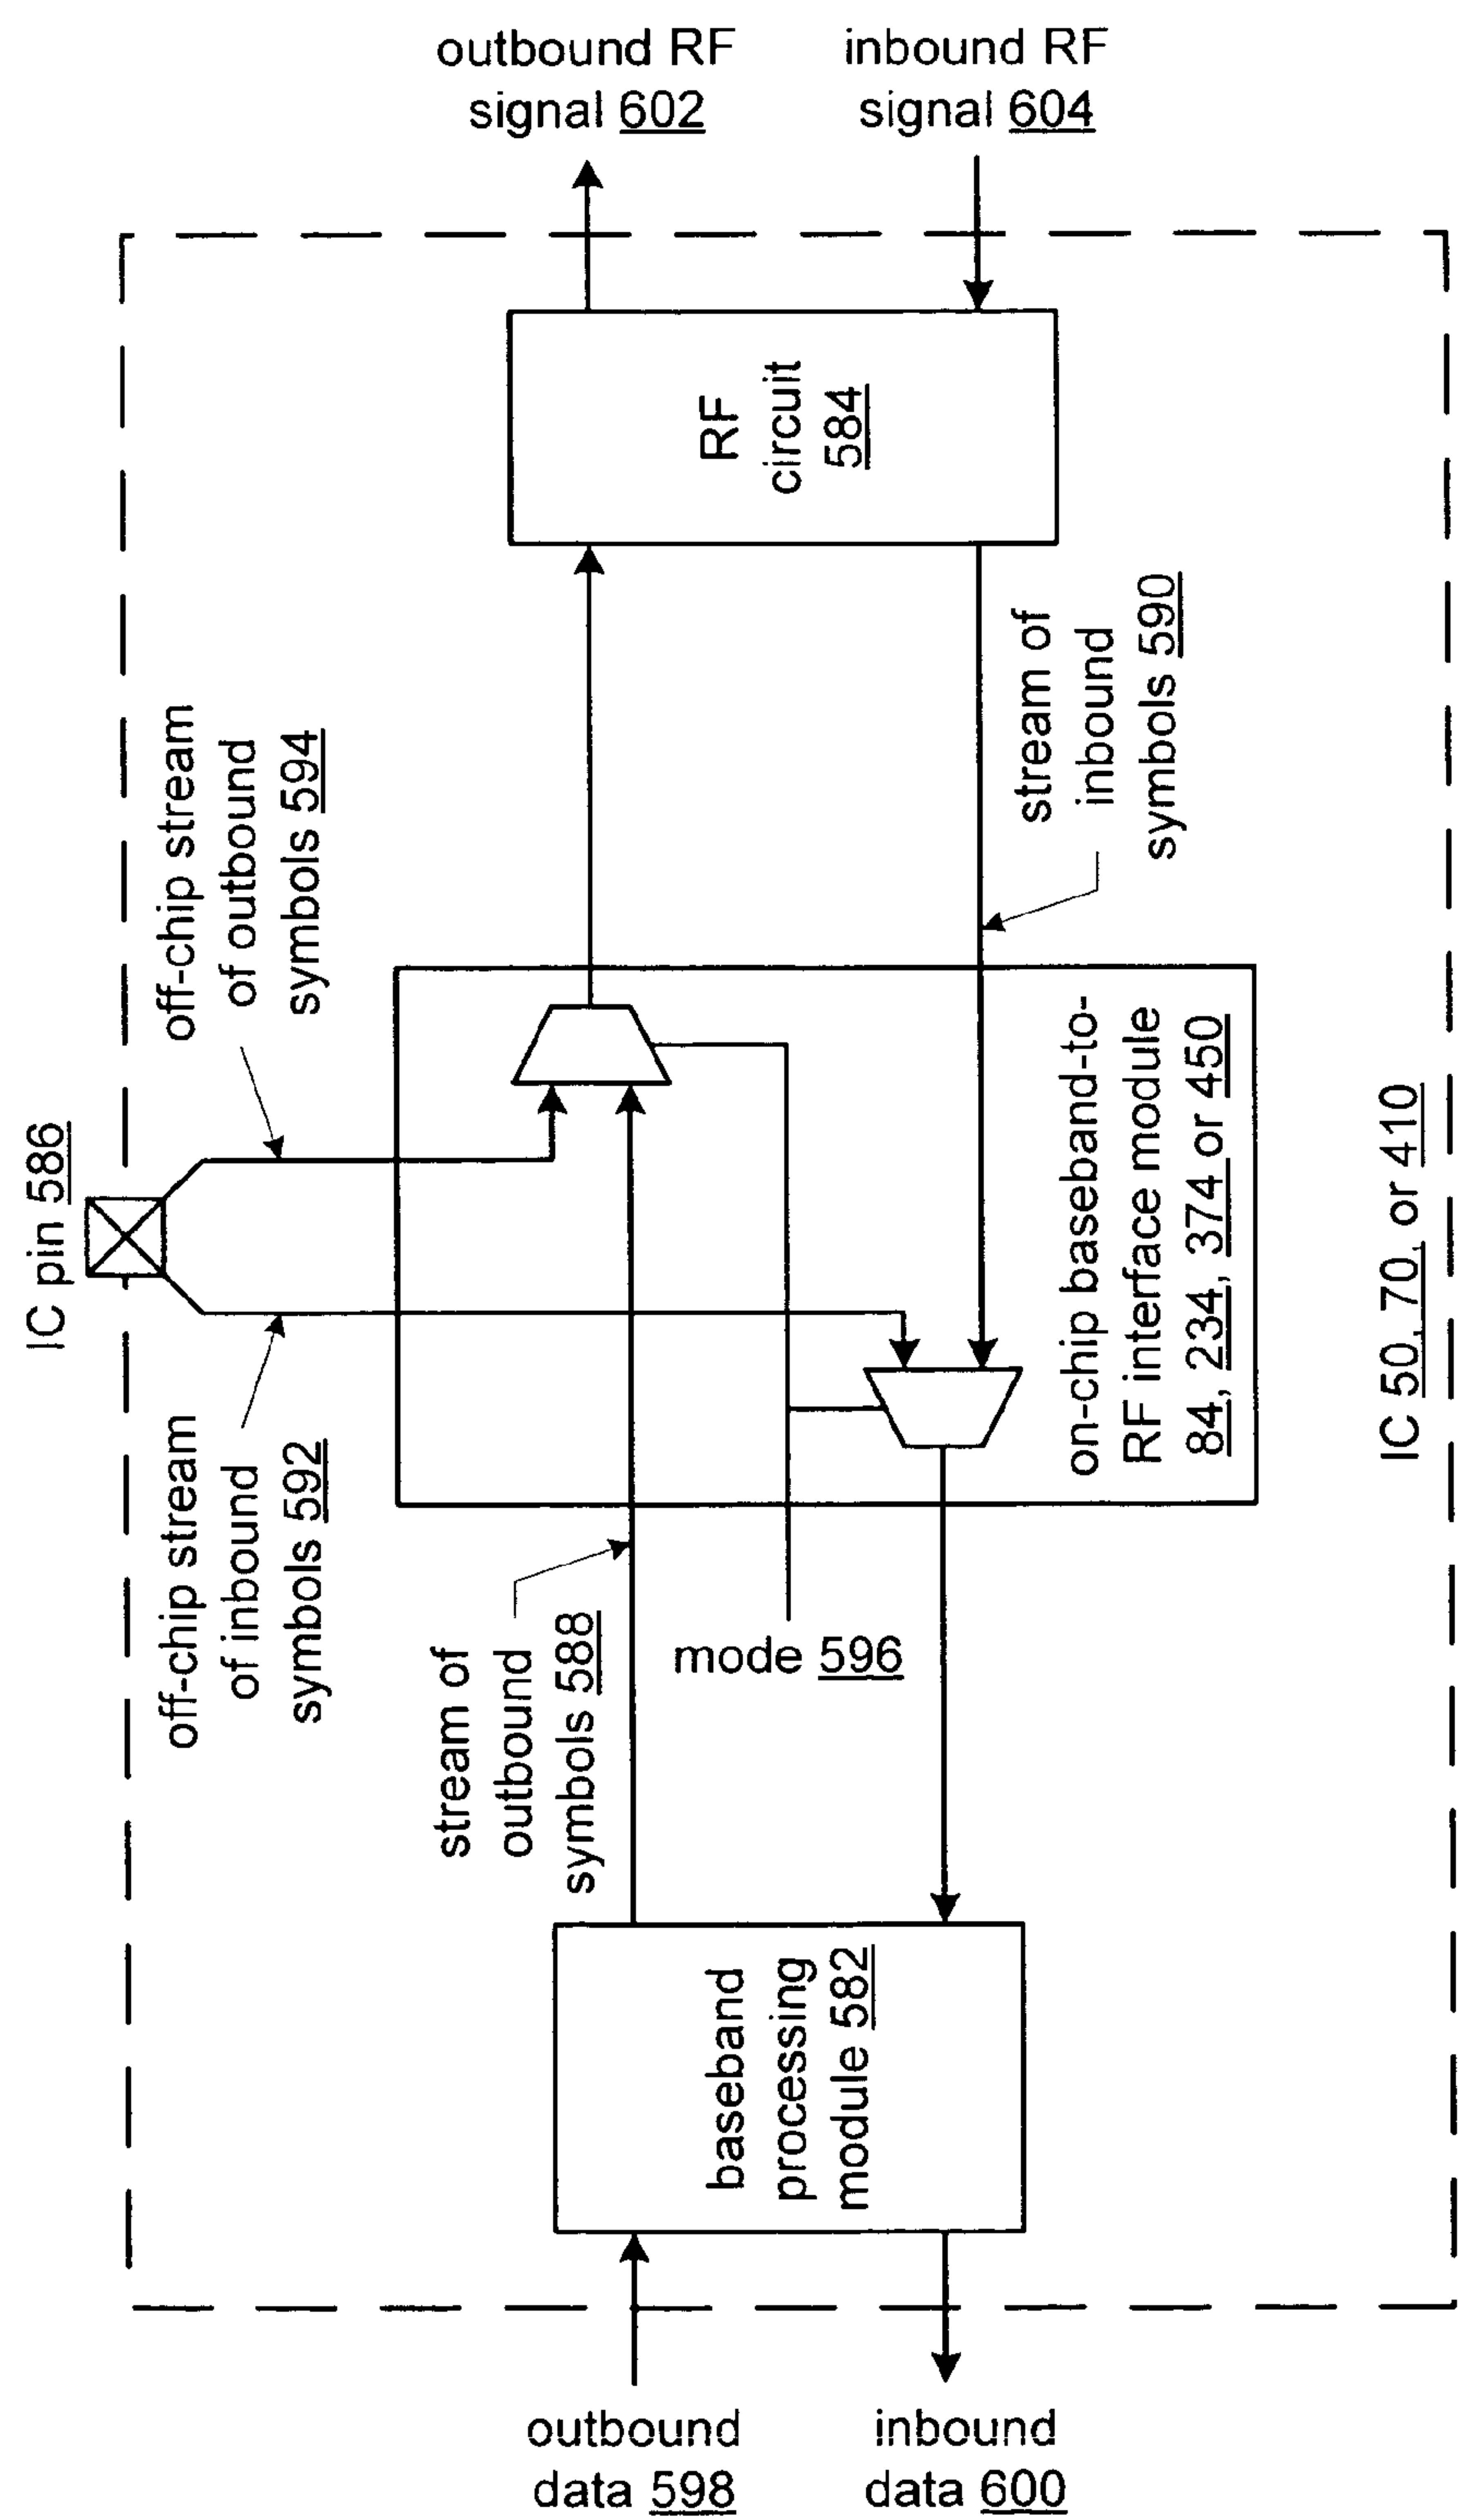 outbound RF
signal 602
inbound RF
signal 604
RF
circuit
584
off-chip stream
of outbound
symbols 594
stream of
inbound
symbols 590
IC pin 586
on-chip baseband-to-
RF interface module
84, 234, 374 or 450
IC 50, 70, or 410
off-chip stream
of inbound
symbols 592
stream of
outbound
symbols 588
mode 596
baseband
processing
module 582
outbound
data 598
inbound
data 600